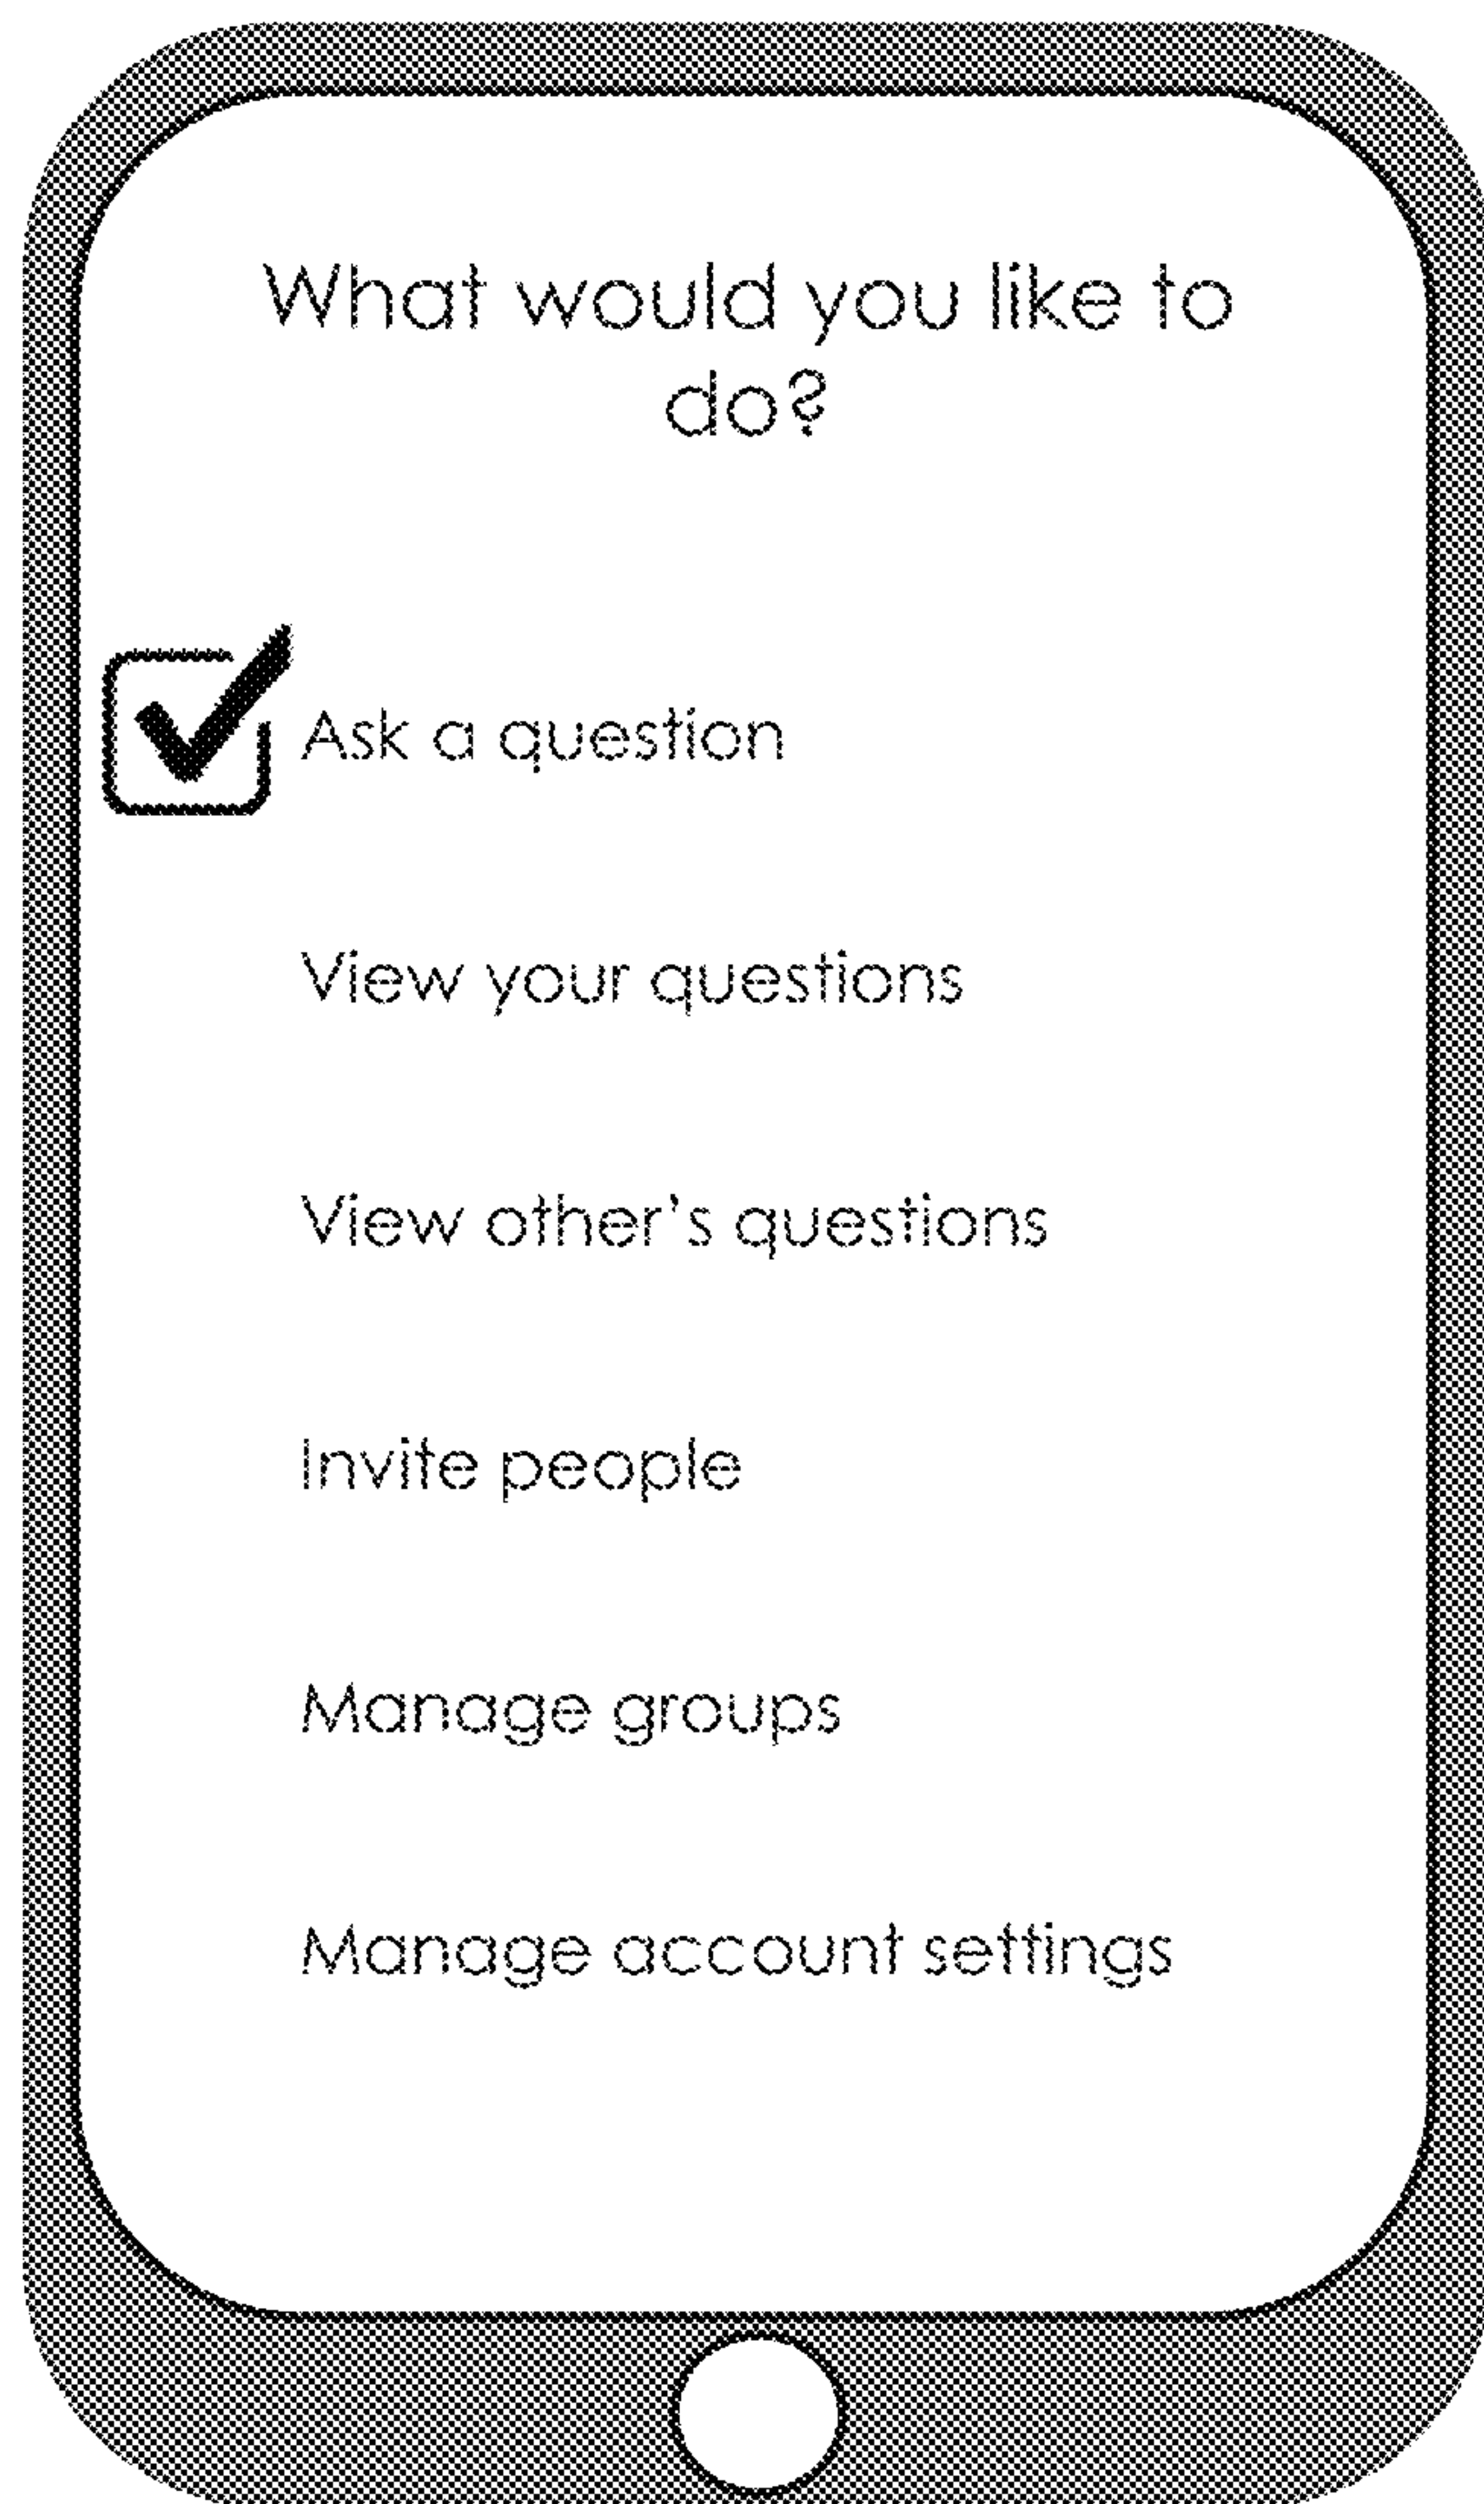 What would you like to
do?
Ask a question
View your questions
View other's questions
Invite people
Manage groups
Manage account settings